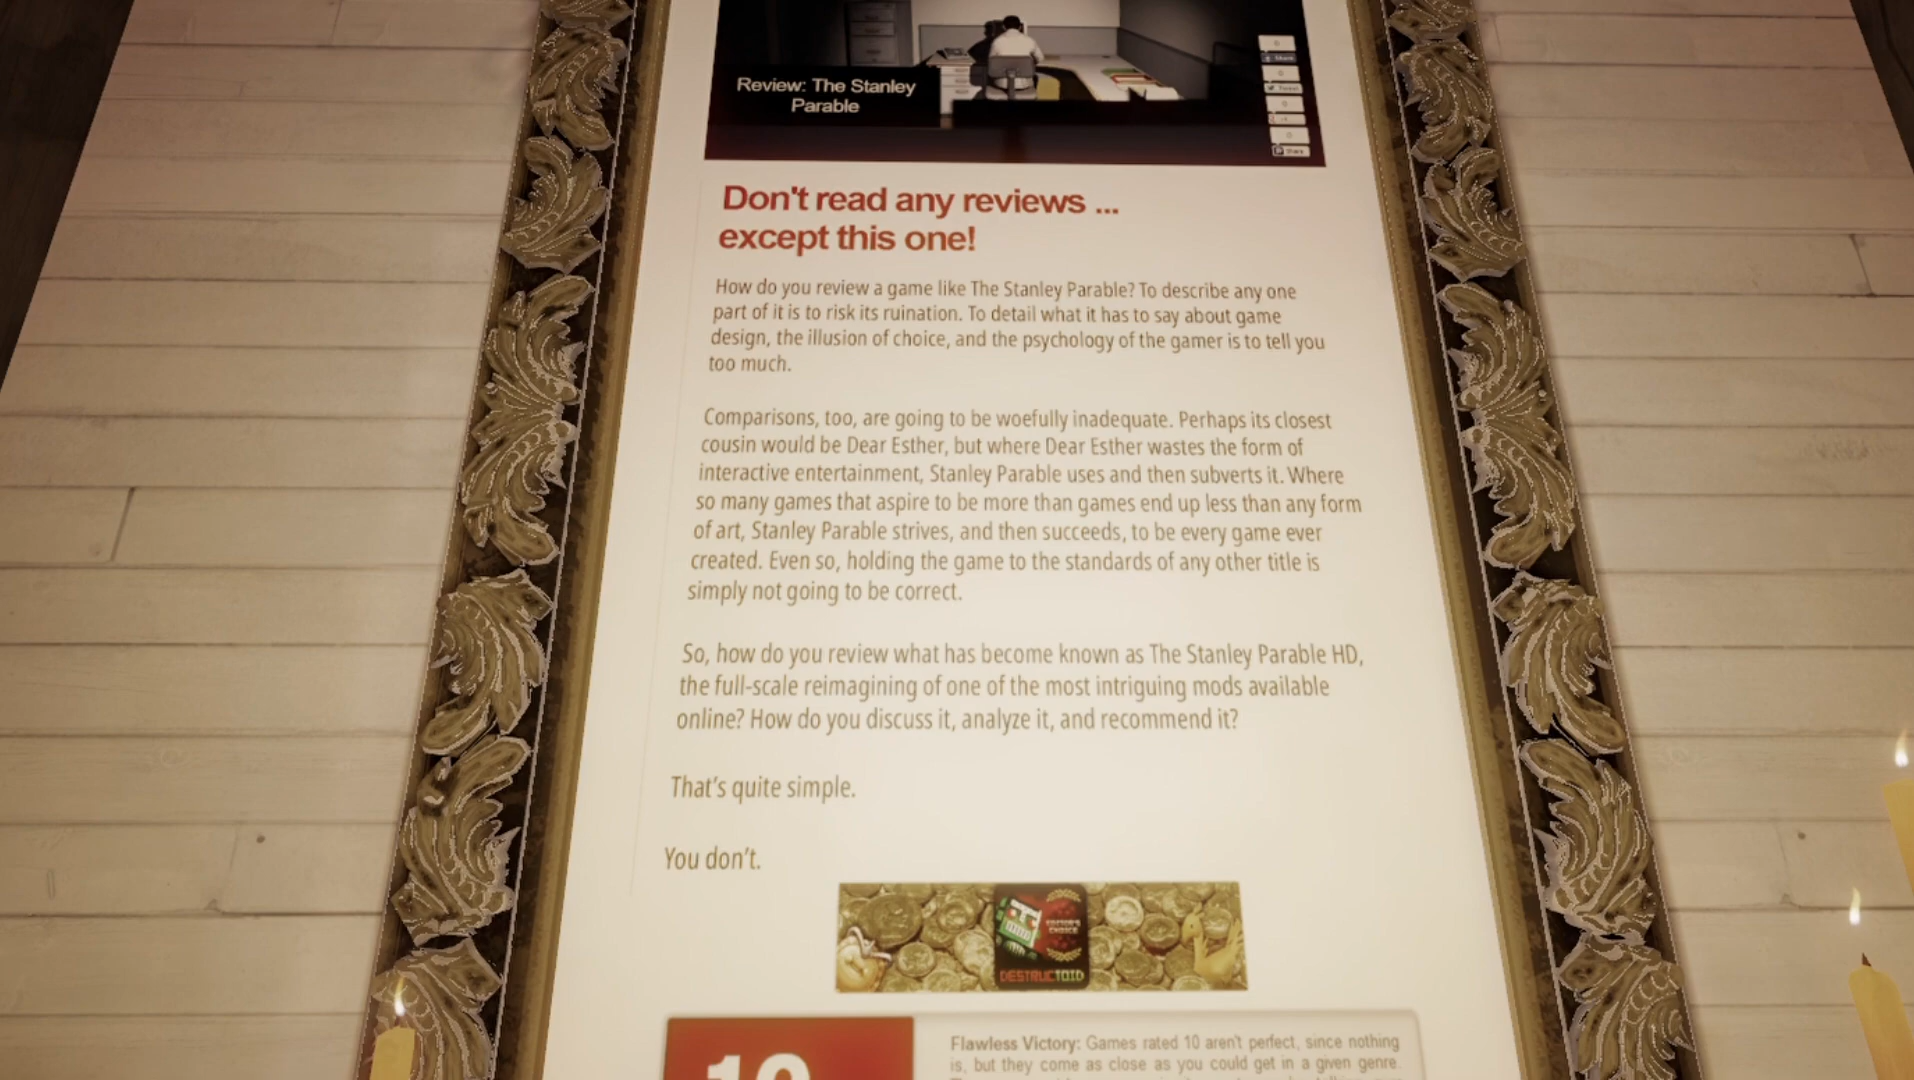 Review: The Stanley
Parable
0
Share
0
Tweet
0
0
Share
Don't read any reviews ...
except this one!
How do you review a game like The Stanley Parable? To describe any one
part of it is to risk its ruination. To detail what it has to say about game
design, the illusion of choice, and the psychology of the gamer is to tell you
too much.
Comparisons, too, are going to be woefully inadequate. Perhaps its closest
cousin would be Dear Esther, but where Dear Esther wastes the form of
interactive entertainment, Stanley Parable uses and then subverts it. Where
so many games that aspire to be more than games end up less than any form
of art, Stanley Parable strives, and then succeeds, to be every game ever
created. Even so, holding the game to the standards of any other title is
simply not going to be correct.
So, how do you review what has become known as The Stanley Parable HD,
the full-scale reimagining of one of the most intriguing mods available
online? How do you discuss it, analyze it, and recommend it?
That's quite simple.
You don't.
EDITOR'S
CHOICE
DESTRUCTOID
10
Flawless Victory: Games rated 10 aren't perfect, since nothing
is, but they come as close as you could get in a given genre.